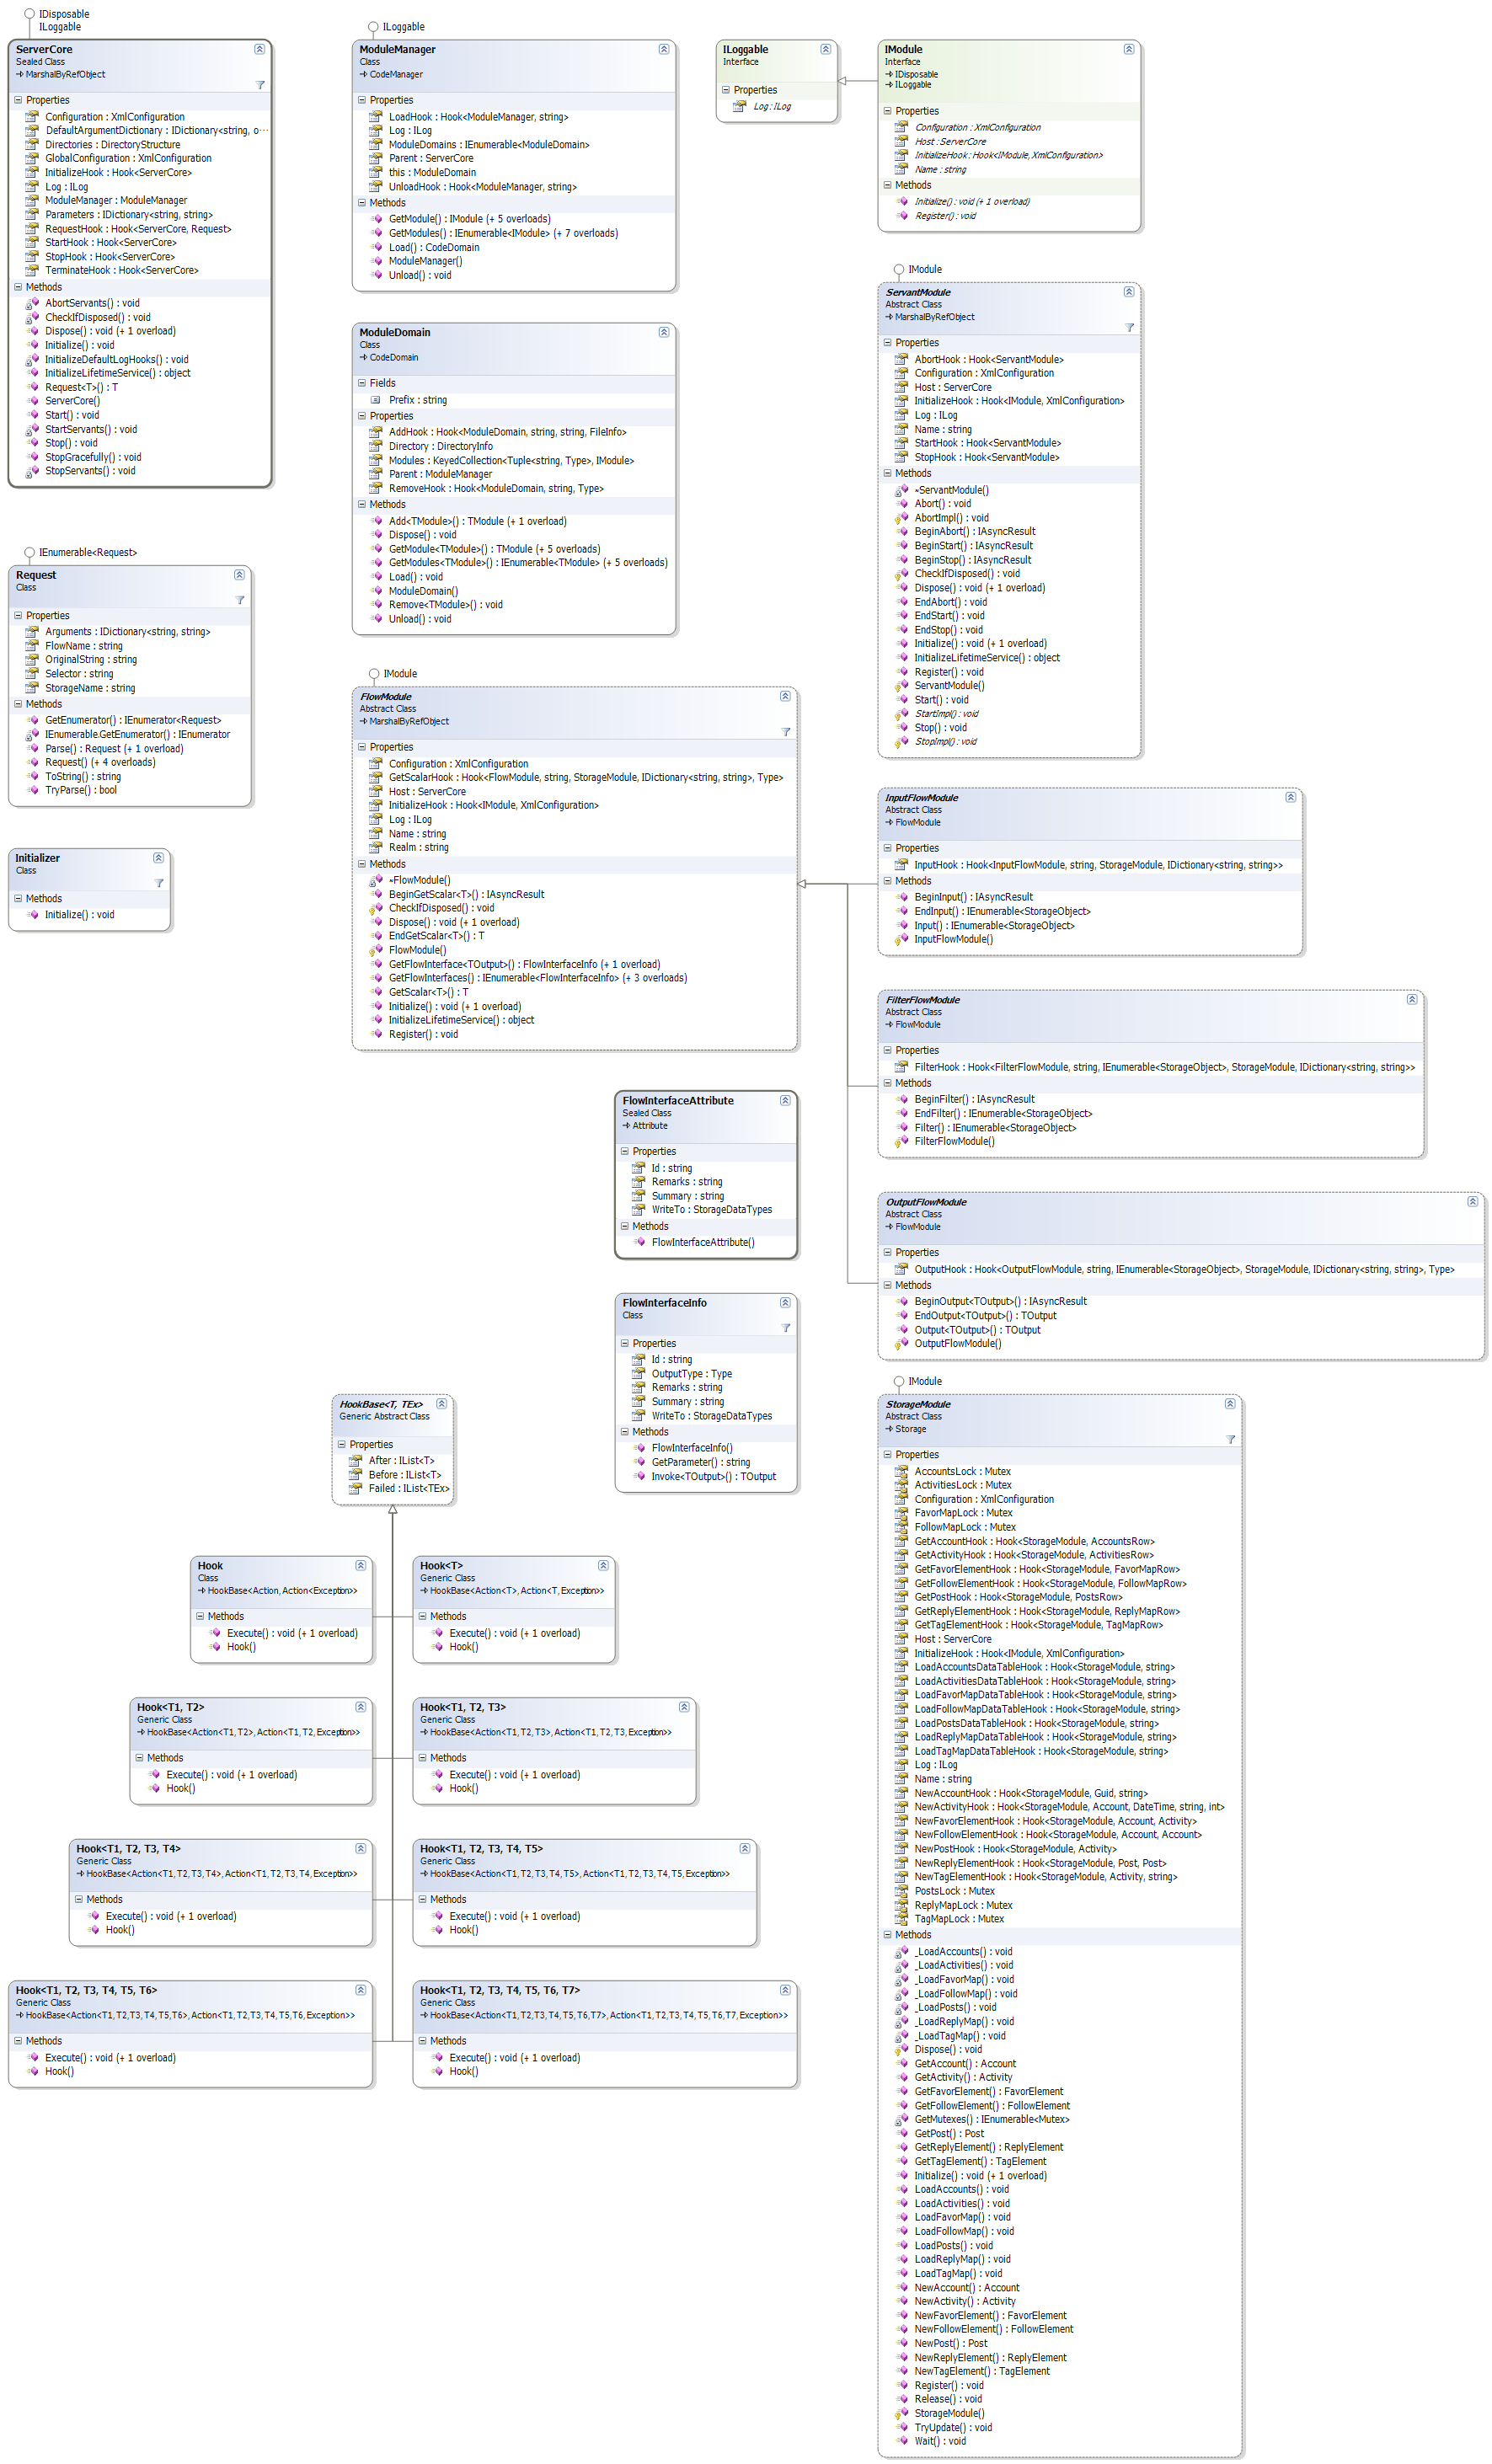 IDisposable
ILoggable
ServerCore
Sealed Class
MarshalByRefObject
Properties
Configuration : XmlConfiguration
DefaultArgumentDictionary : IDictionary<string, o...
Directories : DirectoryStructure
GlobalConfiguration : XmlConfiguration
InitializeHook : Hook<ServerCore>
Log : ILog
ModuleManager : ModuleManager
Parameters : IDictionary<string, string>
RequestHook : Hook<ServerCore, Request>
StartHook : Hook<ServerCore>
StopHook : Hook<ServerCore>
TerminateHook : Hook<ServerCore>
Methods
AbortServants() : void
CheckIfDisposed() : void
Dispose() : void (+ 1 overload)
Initialize() : void
InitializeDefaultLogHooks() : void
InitializeLifetimeService() : object
Request<T>() : T
ServerCore()
Start() : void
StartServants() : void
Stop() : void
StopGracefully() : void
StopServants() : void
IEnumerable<Request>
Request
Class
Properties
Arguments : IDictionary<string, string>
FlowName : string
OriginalString : string
Selector : string
StorageName : string
Methods
GetEnumerator() : IEnumerator<Request>
IEnumerable.GetEnumerator() : IEnumerator
Parse() : Request (+ 1 overload)
Request() (+ 4 overloads)
ToString() : string
TryParse() : bool
Initializer
Class
Methods
Initialize() : void
ILoggable
ModuleManager
Class
CodeManager
Properties
LoadHook : Hook<ModuleManager, string>
Log : ILog
ModuleDomains : IEnumerable<ModuleDomain>
Parent : ServerCore
this : ModuleDomain
UnloadHook : Hook<ModuleManager, string>
Methods
GetModule() : IModule (+ 5 overloads)
GetModules() : IEnumerable<IModule> (+ 7 overloads)
Load() : CodeDomain
ModuleManager()
Unload() : void
ModuleDomain
Class
CodeDomain
Fields
Prefix : string
Properties
AddHook : Hook<ModuleDomain, string, string, FileInfo>
Directory : DirectoryInfo
Modules : KeyedCollection<Tuple<string, Type>, IModule>
Parent : ModuleManager
RemoveHook : Hook<ModuleDomain, string, Type>
Methods
Add<TModule>() : TModule (+ 1 overload)
Dispose() : void
GetModule<TModule>() : TModule (+ 5 overloads)
GetModules<TModule>() : IEnumerable<TModule> (+ 5 overloads)
Load() : void
ModuleDomain()
Remove<TModule>() : void
Unload() : void
IModule
FlowModule
Abstract Class
MarshalByRefObject
Properties
Configuration : XmlConfiguration
GetScalarHook : Hook<FlowModule, string, StorageModule, IDictionary<string, string>, Type>
Host : ServerCore
InitializeHook : Hook<IModule, XmlConfiguration>
Log : ILog
Name : string
Realm : string
Methods
~FlowModule()
BeginGetScalar<T>() : IAsyncResult
CheckIfDisposed() : void
Dispose() : void (+ 1 overload)
EndGetScalar<T>() : T
FlowModule()
GetFlowInterface<TOutput>() : FlowInterfaceInfo (+ 1 overload)
GetFlowInterfaces() : IEnumerable<FlowInterfaceInfo> (+ 3 overloads)
GetScalar<T>() : T
Initialize() : void (+ 1 overload)
InitializeLifetimeService() : object
Register() : void
FlowInterfaceAttribute
Sealed Class
Attribute
Properties
Id : string
Remarks : string
Summary : string
WriteTo : StorageDataTypes
Methods
FlowInterfaceAttribute()
FlowInterfaceInfo
Class
Properties
Id : string
OutputType : Type
Remarks : string
Summary : string
WriteTo : StorageDataTypes
Methods
FlowInterfaceInfo()
GetParameter() : string
Invoke<TOutput>() : TOutput
HookBase<T, TEx>
Generic Abstract Class
Properties
After : IList<T>
Before : IList<T>
Failed : IList<TEx>
Hook
Class
HookBase<Action, Action<Exception>>
Methods
Execute() : void (+ 1 overload)
Hook()
Hook<T>
Generic Class
HookBase<Action<T>, Action<T, Exception>>
Methods
Execute() : void (+ 1 overload)
Hook()
Hook<T1, T2>
Generic Class
HookBase<Action<T1, T2>, Action<T1, T2, Exception>>
Methods
Execute() : void (+ 1 overload)
Hook()
Hook<T1, T2, T3>
Generic Class
HookBase<Action<T1, T2, T3>, Action<T1, T2, T3, Exception>>
Methods
Execute() : void (+ 1 overload)
Hook()
Hook<T1, T2, T3, T4>
Generic Class
HookBase<Action<T1, T2, T3, T4>, Action<T1, T2, T3, T4, Exception>>
Methods
Execute() : void (+ 1 overload)
Hook()
Hook<T1, T2, T3, T4, T5>
Generic Class
HookBase<Action<T1, T2, T3, T4, T5>, Action<T1, T2, T3, T4, T5, Exception>>
Methods
Execute() : void (+ 1 overload)
Hook()
Hook<T1, T2, T3, T4, T5, T6>
Generic Class
HookBase<Action<T1, T2, T3, T4, T5, T6>, Action<T1, T2, T3, T4, T5, T6, Exception>>
Methods
Execute() : void (+ 1 overload)
Hook()
Hook<T1, T2, T3, T4, T5, T6, T7>
Generic Class
HookBase<Action<T1, T2, T3, T4, T5, T6, T7>, Action<T1, T2, T3, T4, T5, T6, T7, Exception>>
Methods
Execute() : void (+ 1 overload)
Hook()
ILoggable
Interface
Properties
Log : ILog
IModule
Interface
IDisposable
ILoggable
Properties
Configuration : XmlConfiguration
Host : ServerCore
InitializeHook : Hook<IModule, XmlConfiguration>
Name : string
Methods
Initialize() : void (+ 1 overload)
Register() : void
IModule
ServantModule
Abstract Class
MarshalByRefObject
Properties
AbortHook : Hook<ServantModule>
Configuration : XmlConfiguration
Host : ServerCore
InitializeHook : Hook<IModule, XmlConfiguration>
Log : ILog
Name : string
StartHook : Hook<ServantModule>
StopHook : Hook<ServantModule>
Methods
~ServantModule()
Abort() : void
AbortImpl() : void
BeginAbort() : IAsyncResult
BeginStart() : IAsyncResult
BeginStop() : IAsyncResult
CheckIfDisposed() : void
Dispose() : void (+ 1 overload)
EndAbort() : void
EndStart() : void
EndStop() : void
Initialize() : void (+ 1 overload)
InitializeLifetimeService() : object
Register() : void
ServantModule()
Start() : void
StartImpl() : void
Stop() : void
StopImpl() : void
InputFlowModule
Abstract Class
FlowModule
Properties
InputHook : Hook<InputFlowModule, string, StorageModule, IDictionary<string, string>>
Methods
BeginInput() : IAsyncResult
EndInput() : IEnumerable<StorageObject>
Input() : IEnumerable<StorageObject>
InputFlowModule()
FilterFlowModule
Abstract Class
FlowModule
Properties
FilterHook : Hook<FilterFlowModule, string, IEnumerable<StorageObject>, StorageModule, IDictionary<string, string>>
Methods
BeginFilter() : IAsyncResult
EndFilter() : IEnumerable<StorageObject>
Filter() : IEnumerable<StorageObject>
FilterFlowModule()
OutputFlowModule
Abstract Class
FlowModule
Properties
OutputHook : Hook<OutputFlowModule, string, IEnumerable<StorageObject>, StorageModule, IDictionary<string, string>, Type>
Methods
BeginOutput<TOutput>() : IAsyncResult
EndOutput<TOutput>() : TOutput
Output<TOutput>() : TOutput
OutputFlowModule()
IModule
StorageModule
Abstract Class
Storage
Properties
AccountsLock : Mutex
ActivitiesLock : Mutex
Configuration : XmlConfiguration
FavorMapLock : Mutex
FollowMapLock : Mutex
GetAccountHook : Hook<StorageModule, AccountsRow>
GetActivityHook : Hook<StorageModule, ActivitiesRow>
GetFavorElementHook : Hook<StorageModule, FavorMapRow>
GetFollowElementHook : Hook<StorageModule, FollowMapRow>
GetPostHook : Hook<StorageModule, PostsRow>
GetReplyElementHook : Hook<StorageModule, ReplyMapRow>
GetTagElementHook : Hook<StorageModule, TagMapRow>
Host : ServerCore
InitializeHook : Hook<IModule, XmlConfiguration>
LoadAccountsDataTableHook : Hook<StorageModule, string>
LoadActivitiesDataTableHook : Hook<StorageModule, string>
LoadFavorMapDataTableHook : Hook<StorageModule, string>
LoadFollowMapDataTableHook : Hook<StorageModule, string>
LoadPostsDataTableHook : Hook<StorageModule, string>
LoadReplyMapDataTableHook : Hook<StorageModule, string>
LoadTagMapDataTableHook : Hook<StorageModule, string>
Log : ILog
Name : string
NewAccountHook : Hook<StorageModule, Guid, string>
NewActivityHook : Hook<StorageModule, Account, DateTime, string, int>
NewFavorElementHook : Hook<StorageModule, Account, Activity>
NewFollowElementHook : Hook<StorageModule, Account, Account>
NewPostHook : Hook<StorageModule, Activity>
NewReplyElementHook : Hook<StorageModule, Post, Post>
NewTagElementHook : Hook<StorageModule, Activity, string>
PostsLock : Mutex
ReplyMapLock : Mutex
TagMapLock : Mutex
Methods
_LoadAccounts() : void
_LoadActivities() : void
_LoadFavorMap() : void
_LoadFollowMap() : void
_LoadPosts() : void
_LoadReplyMap() : void
_LoadTagMap() : void
Dispose() : void
GetAccount() : Account
GetActivity() : Activity
GetFavorElement() : FavorElement
GetFollowElement() : FollowElement
GetMutexes() : IEnumerable<Mutex>
GetPost() : Post
GetReplyElement() : ReplyElement
GetTagElement() : TagElement
Initialize() : void (+ 1 overload)
LoadAccounts() : void
LoadActivities() : void
LoadFavorMap() : void
LoadFollowMap() : void
LoadPosts() : void
LoadReplyMap() : void
LoadTagMap() : void
NewAccount() : Account
NewActivity() : Activity
NewFavorElement() : FavorElement
NewFollowElement() : FollowElement
NewPost() : Post
NewReplyElement() : ReplyElement
NewTagElement() : TagElement
Register() : void
Release() : void
StorageModule()
TryUpdate() : void
Wait() : void